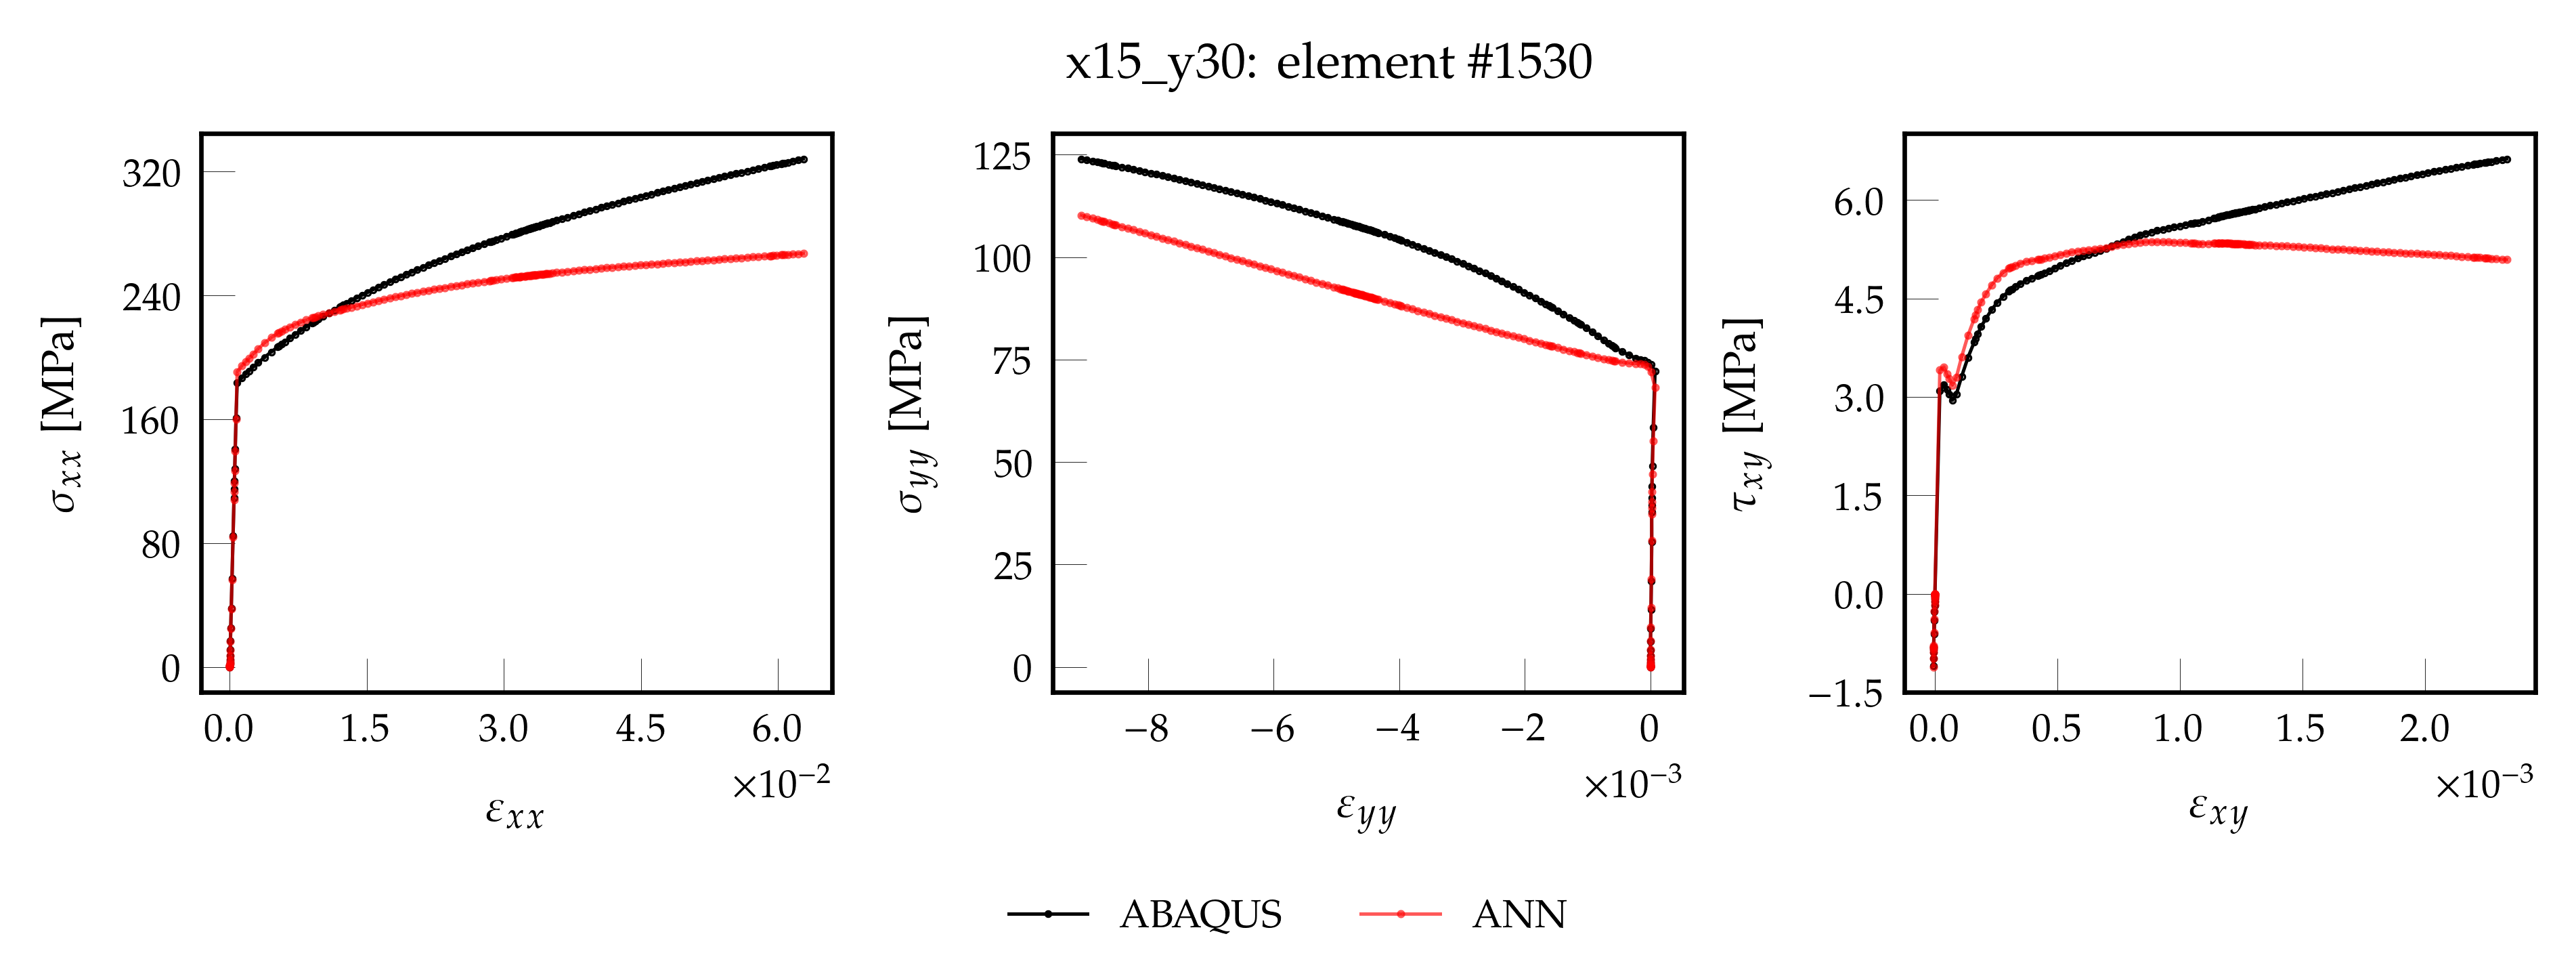 x15_y30: element #1530
320
240
160
80
0
σxx [MPa]
0.0 1.5 3.0 4.5 6.0
×10−2
εxx
125
100
75
50
25
0
σyy [MPa]
−8 −6 −4 −2 0
×10−3
εyy
6.0
4.5
3.0
1.5
0.0
−1.5
τxy [MPa]
0.0 0.5 1.0 1.5 2.0
×10−3
εxy
ABAQUS ANN